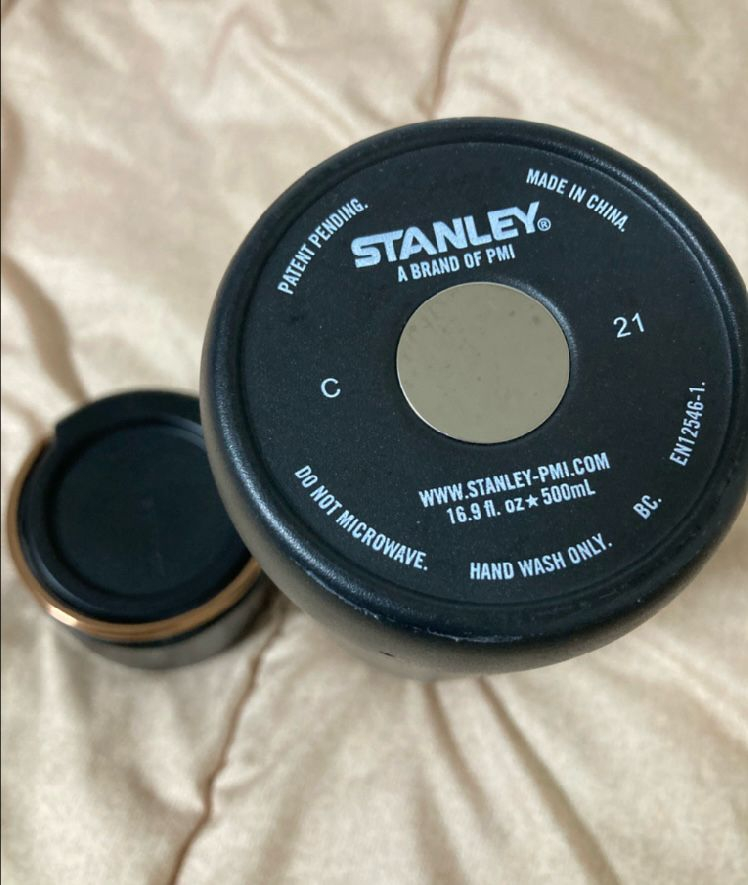 PATENT PENDING.
MADE IN CHINA.
STANLEY®
A BRAND OF PMI
21
C
EN12546-1.
WWW.STANLEY-PMI.COM
16.9 fl. oz★500mL
BC.
DO NOT MICROWAVE.
HAND WASH ONLY.